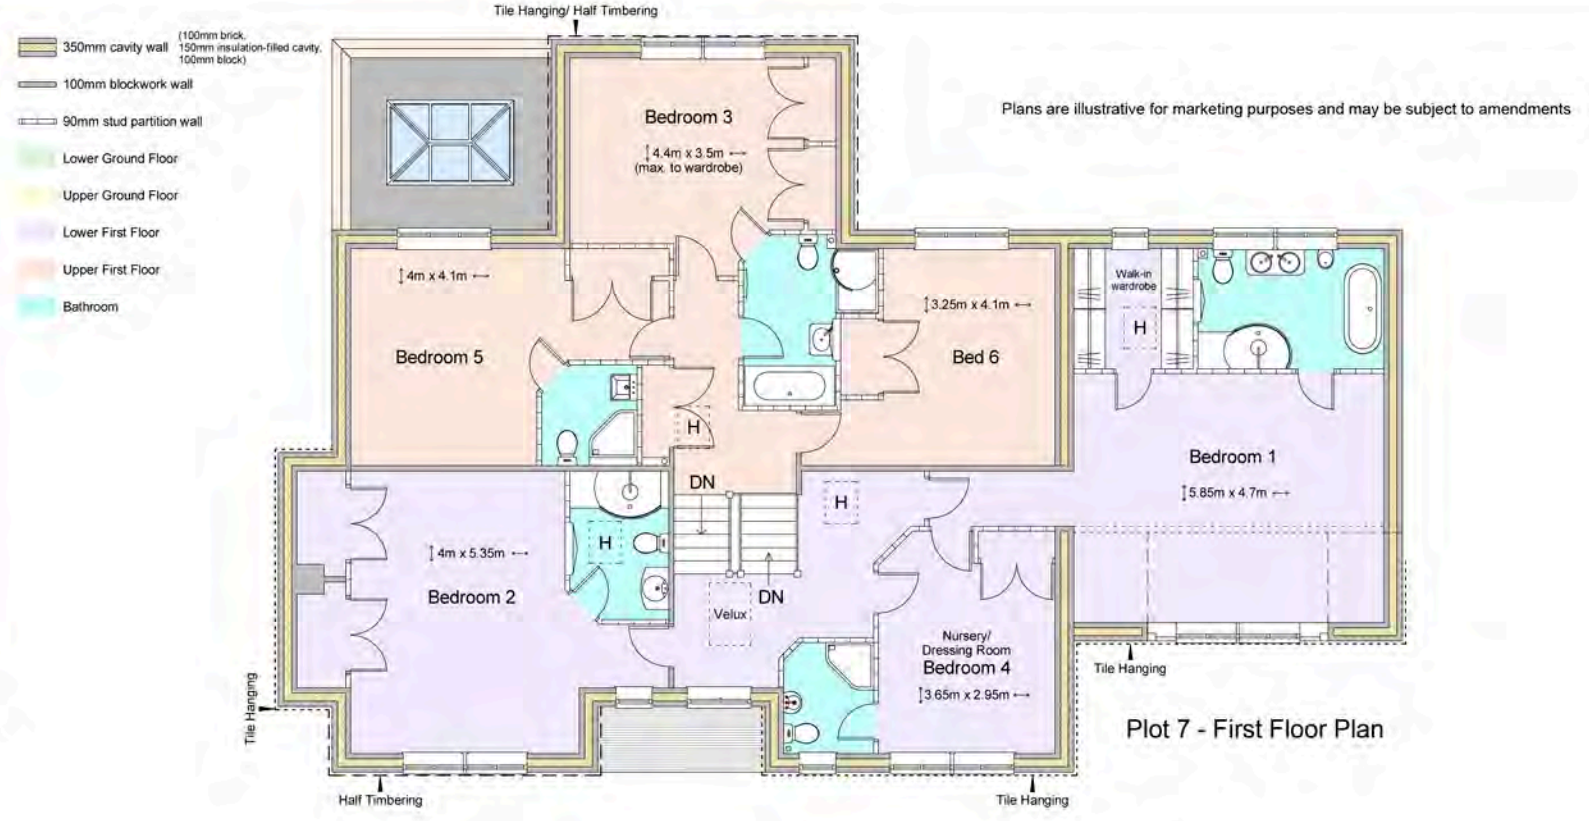 Tile Hanging/ Half Timbering
350mm cavity wall
(100mm brick,
150mm insulation-filled cavity,
100mm block)
100mm blockwork wall
90mm stud partition wall
Lower Ground Floor
Upper Ground Floor
Lower First Floor
Upper First Floor
Bathroom
Plans are illustrative for marketing purposes and may be subject to amendments
Bedroom 3
4.4m x 3.5m
(max. to wardrobe)
4m x 4.1m
Bedroom 5
3.25m x 4.1m
Bed 6
Walk-in
wardrobe
H
H
Bedroom 1
5.85m x 4.7m
DN
H
H
4m x 5.35m
Bedroom 2
DN
Velux
Nursery/
Dressing Room
Bedroom 4
3.65m x 2.95m
Tile Hanging
Tile Hanging
Plot 7 - First Floor Plan
Half Timbering
Tile Hanging